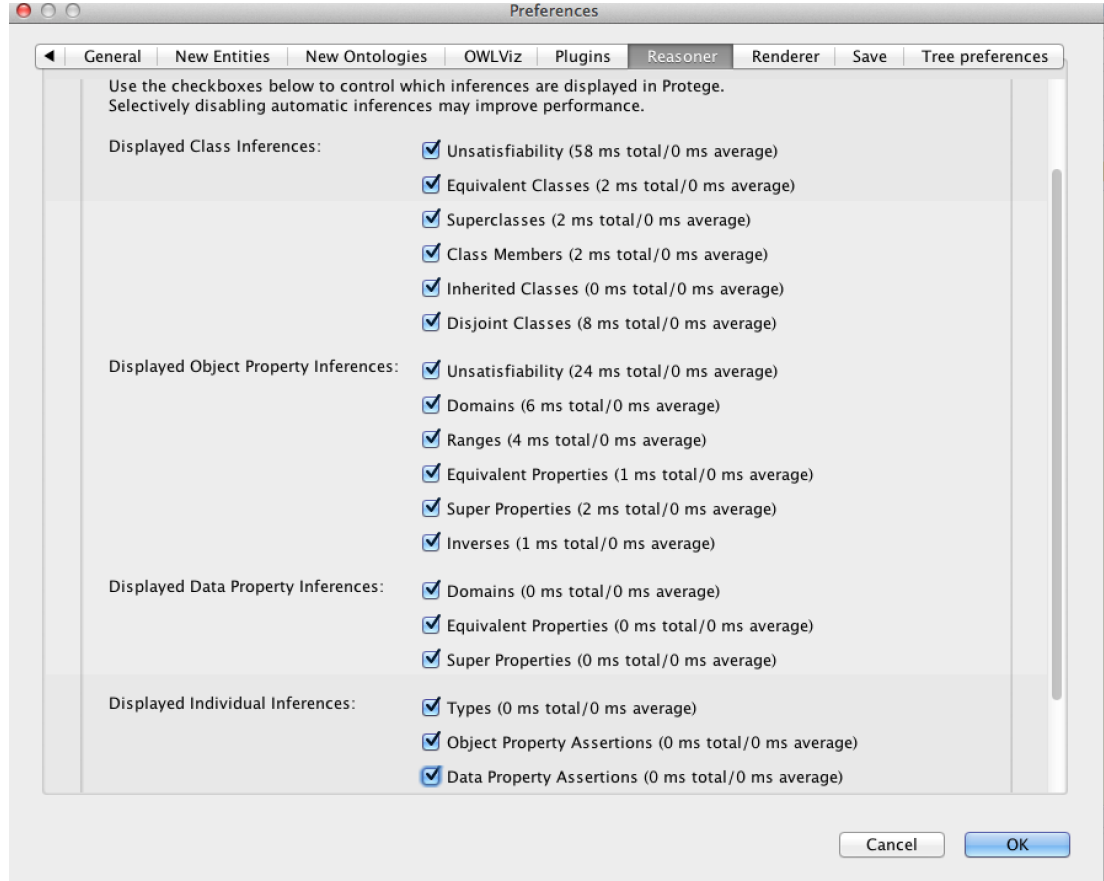 Preferences
General New Entities New Ontologies OWLViz Plugins Reasoner Renderer Save Tree preferences
Use the checkboxes below to control which inferences are displayed in Protege.
Selectively disabling automatic inferences may improve performance.
Displayed Class Inferences:
Unsatisfiability (58 ms total/0 ms average)
Equivalent Classes (2 ms total/0 ms average)
Superclasses (2 ms total/0 ms average)
Class Members (2 ms total/0 ms average)
Inherited Classes (0 ms total/0 ms average)
Disjoint Classes (8 ms total/0 ms average)
Displayed Object Property Inferences:
Unsatisfiability (24 ms total/0 ms average)
Domains (6 ms total/0 ms average)
Ranges (4 ms total/0 ms average)
Equivalent Properties (1 ms total/0 ms average)
Super Properties (2 ms total/0 ms average)
Inverses (1 ms total/0 ms average)
Displayed Data Property Inferences:
Domains (0 ms total/0 ms average)
Equivalent Properties (0 ms total/0 ms average)
Super Properties (0 ms total/0 ms average)
Displayed Individual Inferences:
Types (0 ms total/0 ms average)
Object Property Assertions (0 ms total/0 ms average)
Data Property Assertions (0 ms total/0 ms average)
Cancel OK